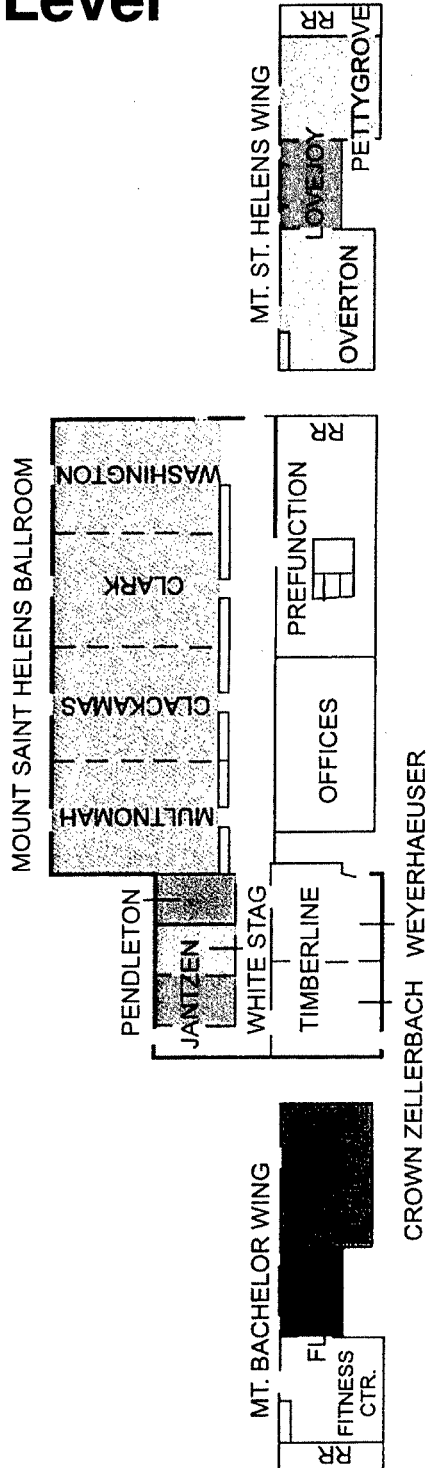 Level
MT. ST. HELENS WING
RR
PETTYGROVE
LOVEJOY
OVERTON
MOUNT SAINT HELENS BALLROOM
WASHINGTON
CLARK
CLACKAMAS
MULTNOMAH
RR
PREFUNCTION
OFFICES
PENDLETON
JANTZEN
WHITE STAG
TIMBERLINE
WEYERHAEUSER
CROWN ZELLERBACH
MT. BACHELOR WING
FITNESS
CTR.
RR